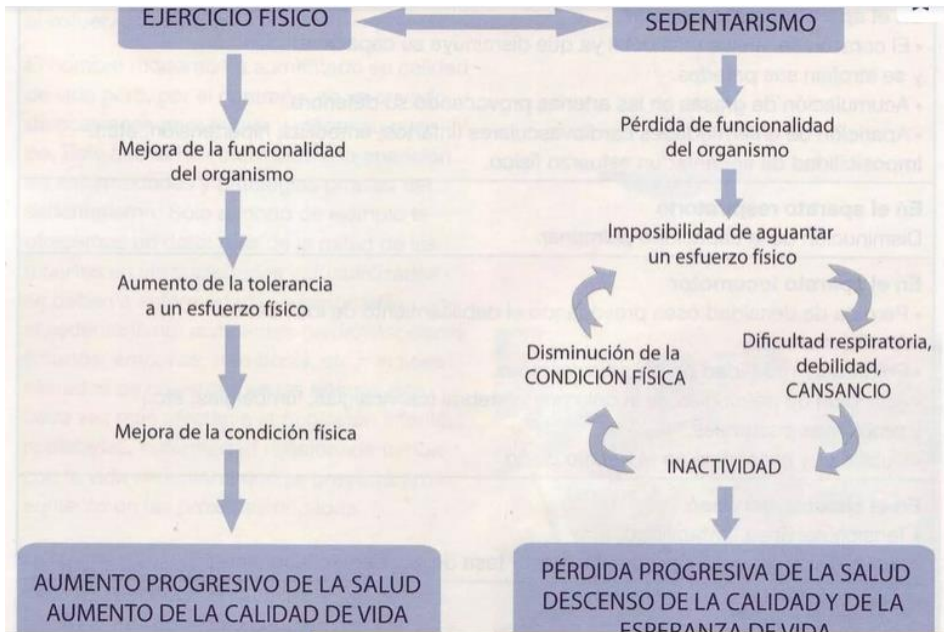 EJERCICIO FÍSICO
Mejora de la funcionalidad
del organismo
Aumento de la tolerancia
a un esfuerzo físico
Mejora de la condición física
AUMENTO PROGRESIVO DE LA SALUD
AUMENTO DE LA CALIDAD DE VIDA
SEDENTARISMO
Pérdida de funcionalidad
del organismo
Imposibilidad de aguantar
un esfuerzo físico
Dificultad respiratoria,
debilidad,
CANSANCIO
INACTIVIDAD
Disminución de la
CONDICIÓN FÍSICA
PÉRDIDA PROGRESIVA DE LA SALUD
DESCENSO DE LA CALIDAD Y DE LA
ESPERANZA DE VIDA